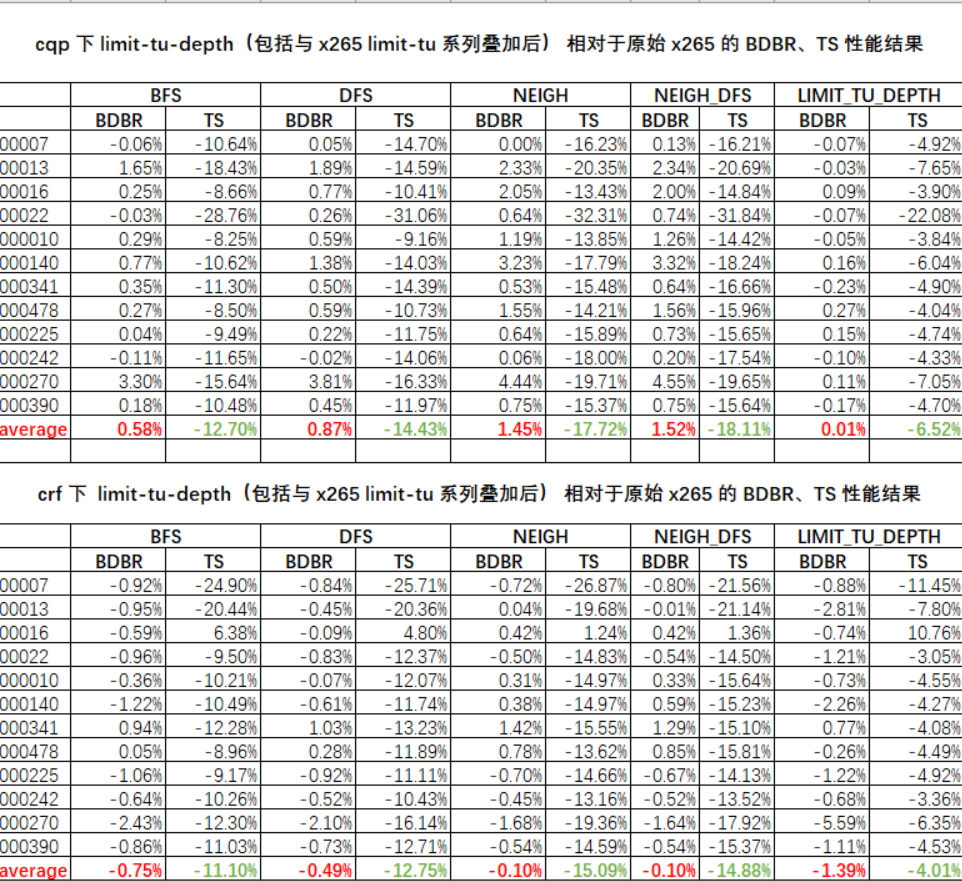 cqp 下 limit-tu-depth（包括与 x265 limit-tu 系列叠加后） 相对于原始 x265 的 BDBR、TS 性能结果
BFS DFS NEIGH NEIGH_DFS LIMIT_TU_DEPTH
BDBR TS BDBR TS BDBR TS BDBR TS BDBR TS
00007 -0.06% -10.64% 0.05% -14.70% 0.00% -16.23% 0.13% -16.21% -0.07% -4.92%
00013 1.65% -18.43% 1.89% -14.59% 2.33% -20.35% 2.34% -20.69% -0.03% -7.65%
00016 0.25% -8.66% 0.77% -10.41% 2.05% -13.43% 2.00% -14.84% 0.09% -3.90%
00022 -0.03% -28.76% 0.26% -31.06% 0.64% -32.31% 0.74% -31.84% -0.07% -22.08%
000010 0.29% -8.25% 0.59% -9.16% 1.19% -13.85% 1.26% -14.42% -0.05% -3.84%
000140 0.77% -10.62% 1.38% -14.03% 3.23% -17.79% 3.32% -18.24% 0.16% -6.04%
000341 0.35% -11.30% 0.50% -14.39% 0.53% -15.48% 0.64% -16.66% -0.23% -4.90%
000478 0.27% -8.50% 0.59% -10.73% 1.55% -14.21% 1.56% -15.96% 0.27% -4.04%
000225 0.04% -9.49% 0.22% -11.75% 0.64% -15.89% 0.73% -15.65% 0.15% -4.74%
000242 -0.11% -11.65% -0.02% -14.06% 0.06% -18.00% 0.20% -17.54% -0.10% -4.33%
000270 3.30% -15.64% 3.81% -16.33% 4.44% -19.71% 4.55% -19.65% 0.11% -7.05%
000390 0.18% -10.48% 0.45% -11.97% 0.75% -15.37% 0.75% -15.64% -0.17% -4.70%
average 0.58% -12.70% 0.87% -14.43% 1.45% -17.72% 1.52% -18.11% 0.01% -6.52%
crf 下 limit-tu-depth（包括与 x265 limit-tu 系列叠加后） 相对于原始 x265 的 BDBR、TS 性能结果
BFS DFS NEIGH NEIGH_DFS LIMIT_TU_DEPTH
BDBR TS BDBR TS BDBR TS BDBR TS BDBR TS
00007 -0.92% -24.90% -0.84% -25.71% -0.72% -26.87% -0.80% -21.56% -0.88% -11.45%
00013 -0.95% -20.44% -0.45% -20.36% 0.04% -19.68% -0.01% -21.14% -2.81% -7.80%
00016 -0.59% 6.38% -0.09% 4.80% 0.42% 1.24% 0.42% 1.36% -0.74% 10.76%
00022 -0.96% -9.50% -0.83% -12.37% -0.50% -14.83% -0.54% -14.50% -1.21% -3.05%
000010 -0.36% -10.21% -0.07% -12.07% 0.31% -14.97% 0.33% -15.64% -0.73% -4.55%
000140 -1.22% -10.49% -0.61% -11.74% 0.38% -14.97% 0.59% -15.23% -2.26% -4.27%
000341 0.94% -12.28% 1.03% -13.23% 1.42% -15.55% 1.29% -15.10% 0.77% -4.08%
000478 0.05% -8.96% 0.28% -11.89% 0.78% -13.62% 0.85% -15.81% -0.26% -4.49%
000225 -1.06% -9.17% -0.92% -11.11% -0.70% -14.66% -0.67% -14.13% -1.22% -4.92%
000242 -0.64% -10.26% -0.52% -10.43% -0.45% -13.16% -0.52% -13.52% -0.68% -3.36%
000270 -2.43% -12.30% -2.10% -16.14% -1.68% -19.36% -1.64% -17.92% -5.59% -6.35%
000390 -0.86% -11.03% -0.73% -12.71% -0.54% -14.59% -0.54% -15.37% -1.11% -4.53%
average -0.75% -11.10% -0.49% -12.75% -0.10% -15.09% -0.10% -14.88% -1.39% -4.01%